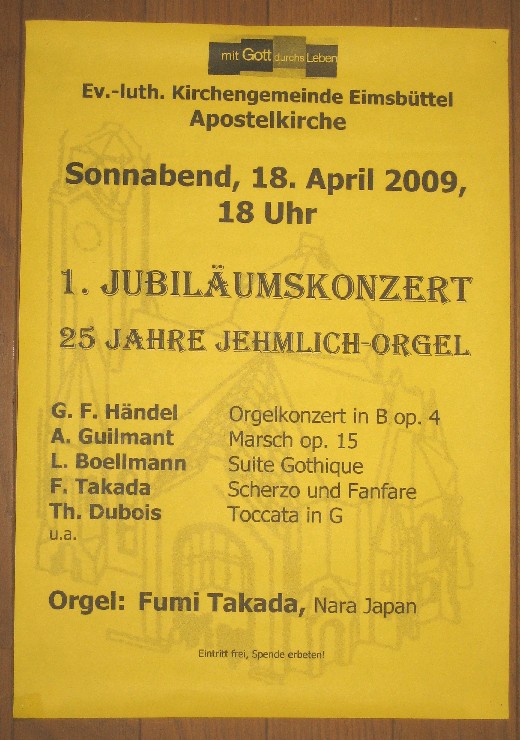 mit Gott durchs Leben
Ev.-luth. Kirchengemeinde Eimsbüttel
Apostelkirche
Sonnabend, 18. April 2009,
18 Uhr
1. JUBILÄUMSKONZERT
25 JAHRE JEHMLICH-ORGEL
G. F. Händel Orgelkonzert in B op. 4
A. Guilmant Marsch op. 15
L. Boellmann Suite Gothique
F. Takada Scherzo und Fanfare
Th. Dubois Toccata in G
u.a.
Orgel: Fumi Takada, Nara Japan
Eintritt frei, Spende erbeten!